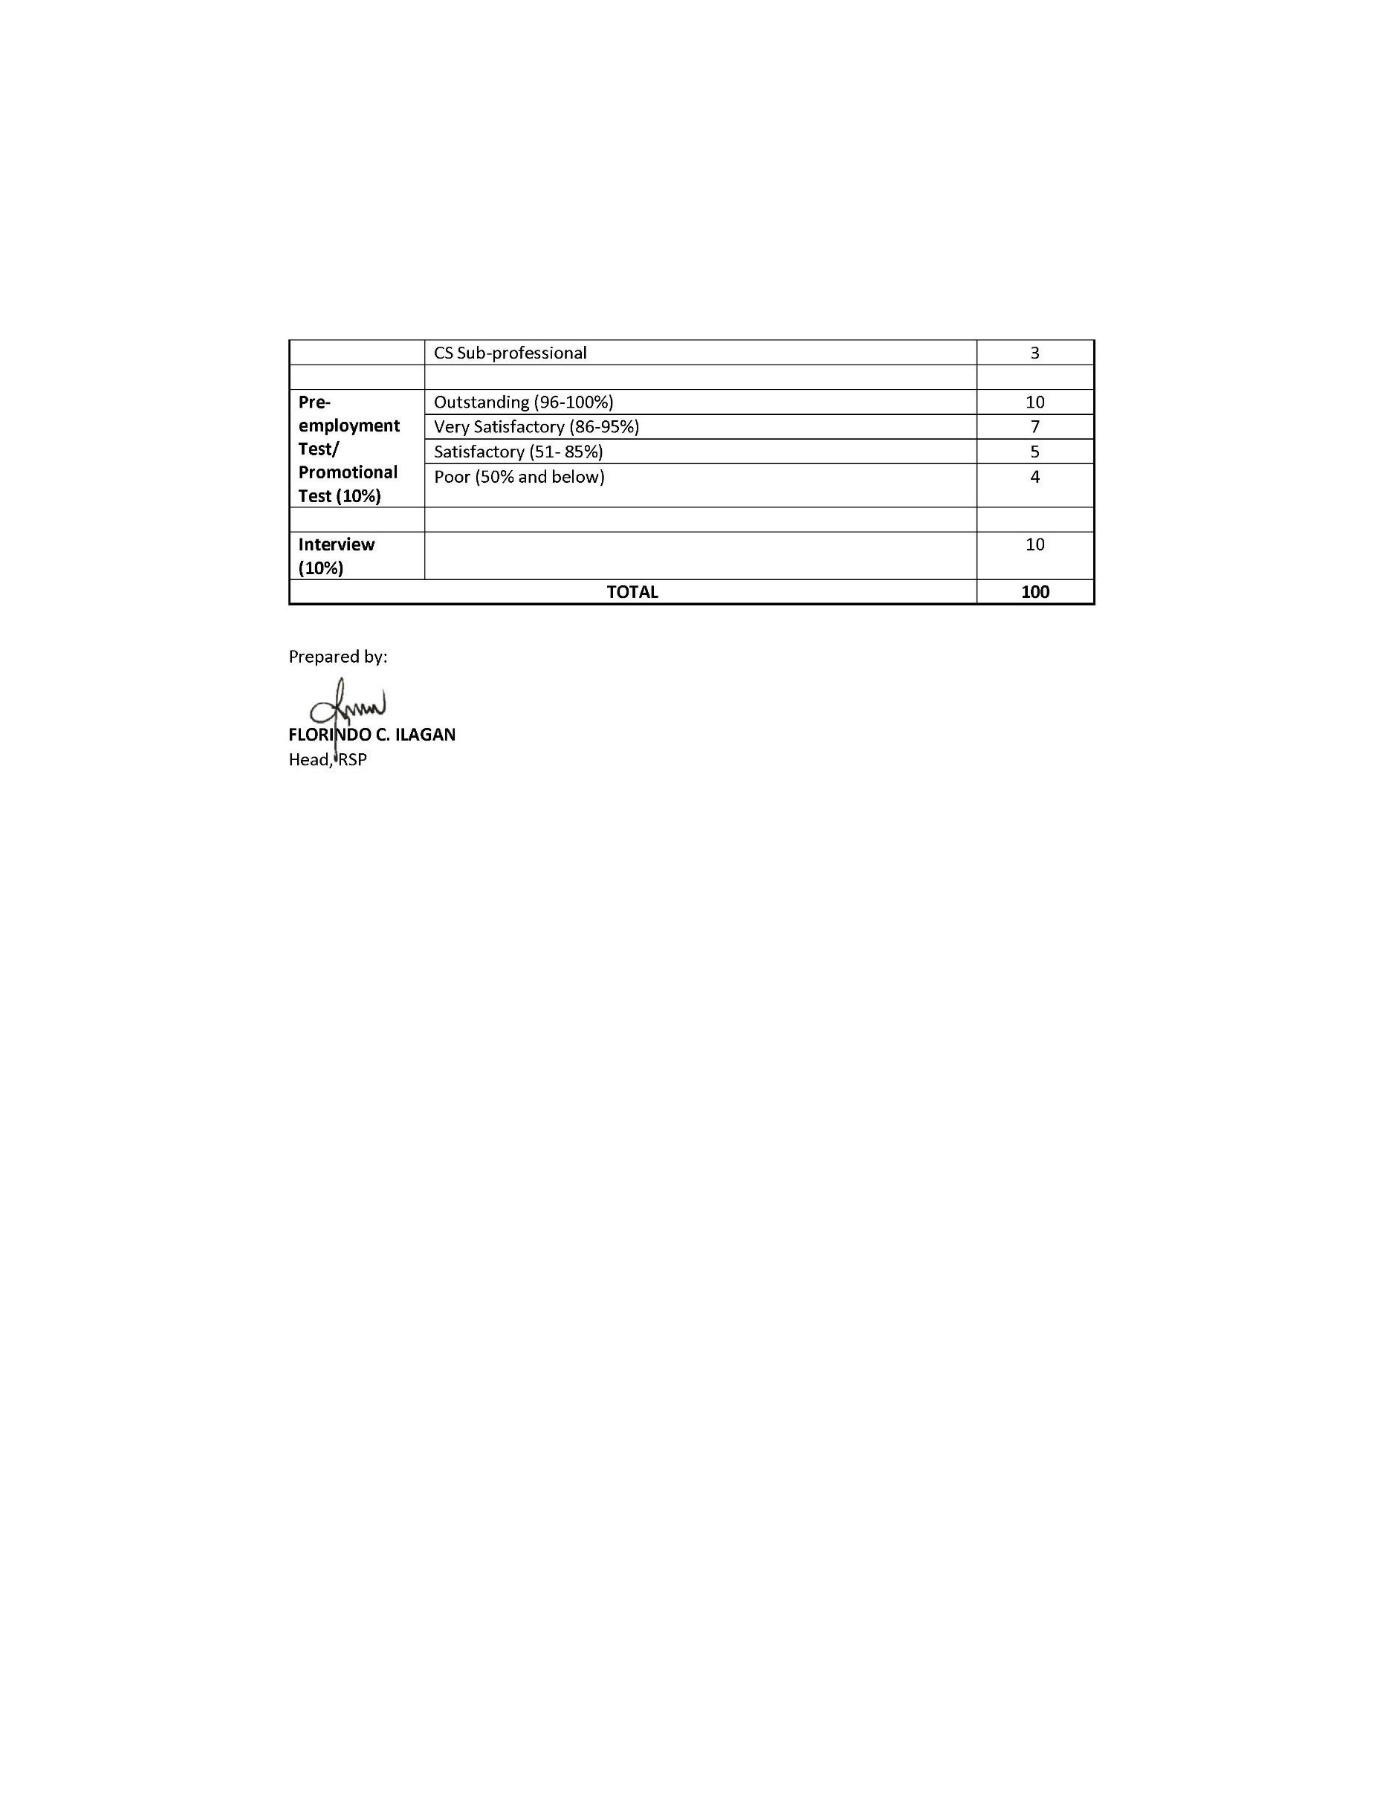 CS Sub-professional 3
Pre- Outstanding (96-100%) 10
employment Very Satisfactory (86-95%) 7
Test/ Satisfactory (51- 85%) 5
Promotional Poor (50% and below) 4
Test (10%)
Interview 10
(10%)
TOTAL 100
Prepared by:
FLORINDO C. ILAGAN
Head, RSP